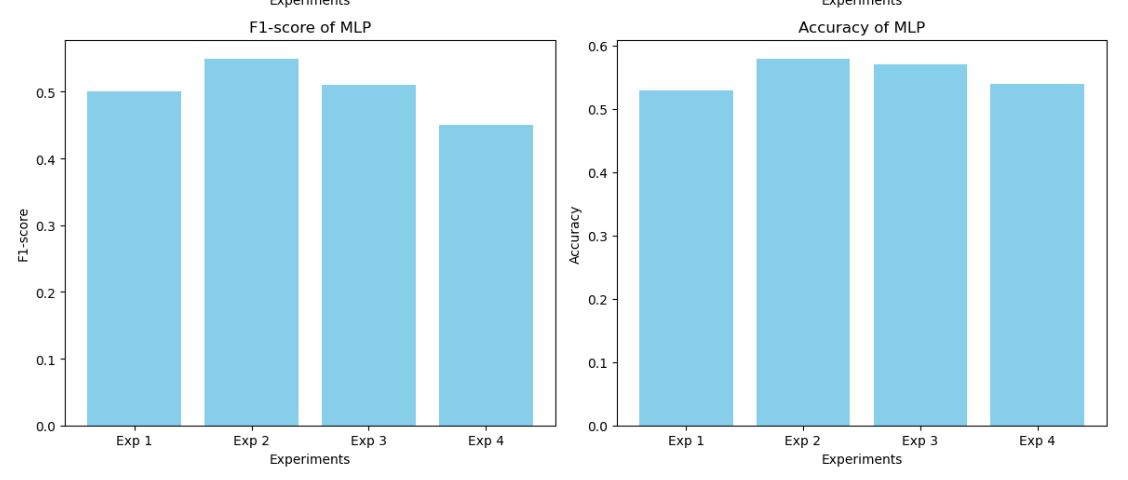 Experiments
Experiments
F1-score of MLP
F1-score
0.5
0.4
0.3
0.2
0.1
0.0
Exp 1 Exp 2 Exp 3 Exp 4
Experiments
Accuracy of MLP
Accuracy
0.6
0.5
0.4
0.3
0.2
0.1
0.0
Exp 1 Exp 2 Exp 3 Exp 4
Experiments